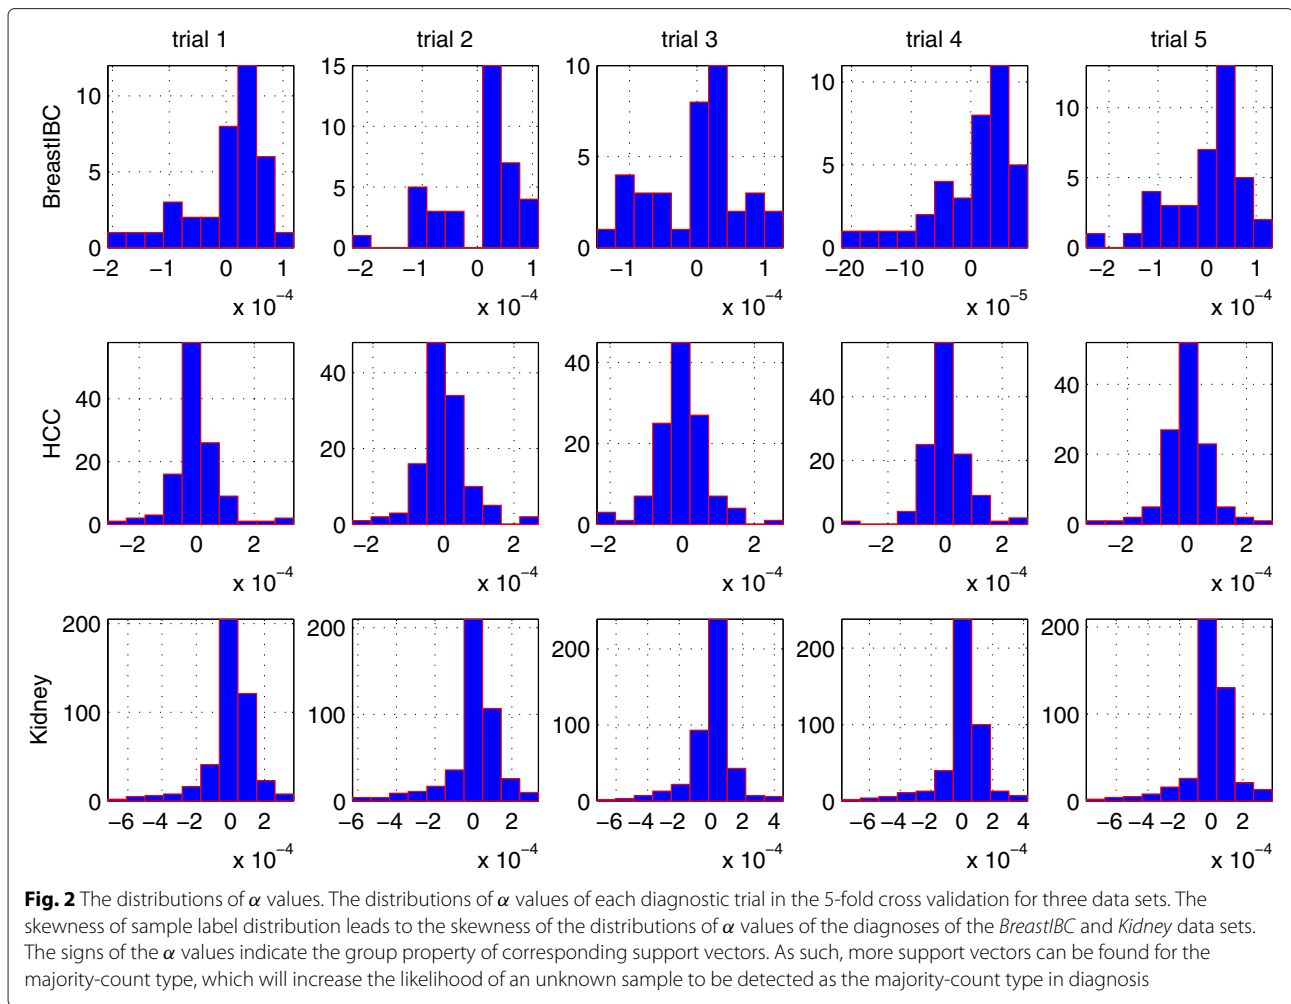 trial 1 trial 2 trial 3 trial 4 trial 5
BreastIBC
10
5
0
−2 −1 0 1
x 10⁻⁴
15
10
5
0
−2 −1 0 1
x 10⁻⁴
10
5
0
−1 0 1
x 10⁻⁴
10
5
0
−20 −10 0
x 10⁻⁵
10
5
0
−2 −1 0 1
x 10⁻⁴
HCC
40
20
0
−2 0 2
x 10⁻⁴
40
20
0
−2 0 2
x 10⁻⁴
40
20
0
−2 0 2
x 10⁻⁴
40
20
0
−2 0 2
x 10⁻⁴
40
20
0
−2 0 2
x 10⁻⁴
Kidney
200
100
0
−6 −4 −2 0 2
x 10⁻⁴
200
100
0
−6 −4 −2 0 2
x 10⁻⁴
200
100
0
−6 −4 −2 0 2 4
x 10⁻⁴
200
100
0
−6 −4 −2 0 2 4
x 10⁻⁴
200
100
0
−6 −4 −2 0 2
x 10⁻⁴
Fig. 2 The distributions of α values. The distributions of α values of each diagnostic trial in the 5-fold cross validation for three data sets. The
skewness of sample label distribution leads to the skewness of the distributions of α values of the diagnoses of the BreastIBC and Kidney data sets.
The signs of the α values indicate the group property of corresponding support vectors. As such, more support vectors can be found for the
majority-count type, which will increase the likelihood of an unknown sample to be detected as the majority-count type in diagnosis